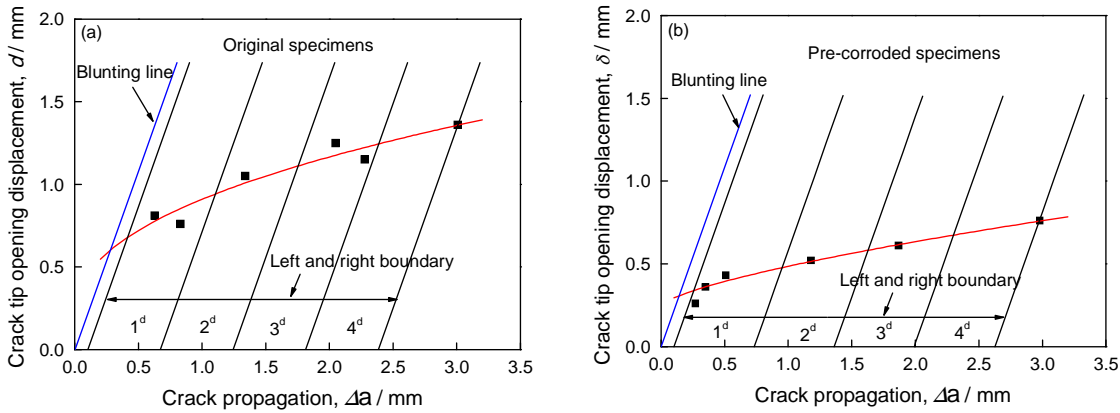 (a)
Original specimens
Blunting line
Left and right boundary
1d 2d 3d 4d
2.0
1.5
1.0
0.5
0.0
0.0 0.5 1.0 1.5 2.0 2.5 3.0 3.5
Crack tip opening displacement, d / mm
Crack propagation, Δa / mm
(b)
Pre-corroded specimens
Blunting line
Left and right boundary
1d 2d 3d 4d
2.0
1.5
1.0
0.5
0.0
0.0 0.5 1.0 1.5 2.0 2.5 3.0 3.5
Crack tip opening displacement, δ / mm
Crack propagation, Δa / mm